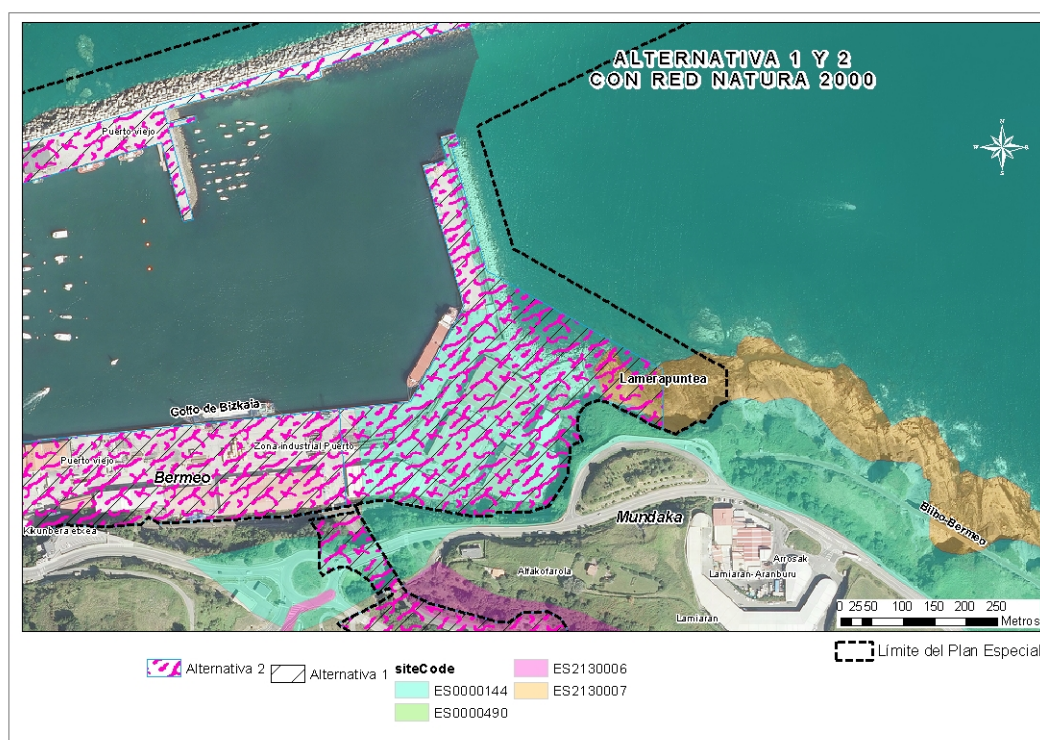 ALTERNATIVA 1 Y 2
CON RED NATURA 2000
N
W E
S
Puerto viejo
Lamerapuntea
Golfo de Bizkaia
Zona industrial Puerto
Puerto viejo
Bermeo
Mundaka
Bilbo-Bermeo
Kikunbera etxea
Arrosak
Alfakofarola
Lamiaran-Aranburu
Lamiaran
0 25 50 100 150 200 250
Metros
Límite del Plan Especial
Alternativa 2
Alternativa 1
siteCode
ES0000144
ES0000490
ES2130006
ES2130007